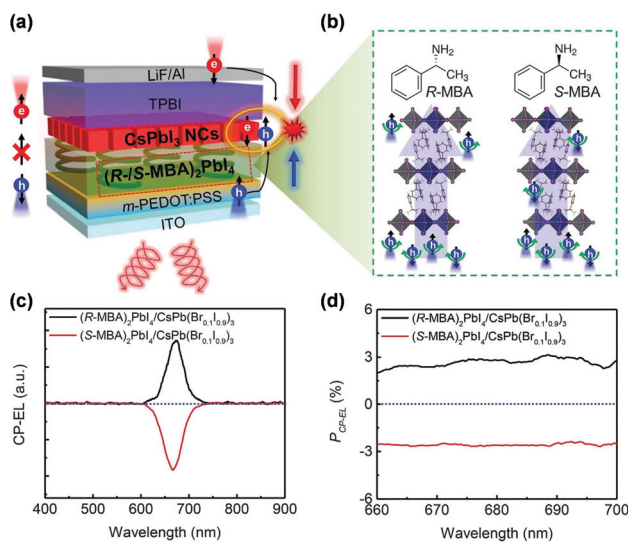 (a)
e
LiF/Al
TPBI
CsPbI₃ NCs
(R-/S-MBA)₂PbI₄
m-PEDOT:PSS
ITO
e
h
e
h
h
(b)
NH₂
CH₃
R-MBA
NH₂
CH₃
S-MBA
h
h
h
h
h
h
h
h
h
h
h
h
h
(c)
(R-MBA)₂PbI₄/CsPb(Br₀.₁I₀.₉)₃
(S-MBA)₂PbI₄/CsPb(Br₀.₁I₀.₉)₃
CP-EL (a.u.)
400 500 600 700 800 900
Wavelength (nm)
(d)
(R-MBA)₂PbI₄/CsPb(Br₀.₁I₀.₉)₃
(S-MBA)₂PbI₄/CsPb(Br₀.₁I₀.₉)₃
P_CP-EL (%)
6
3
0
-3
-6
660 670 680 690 700
Wavelength (nm)